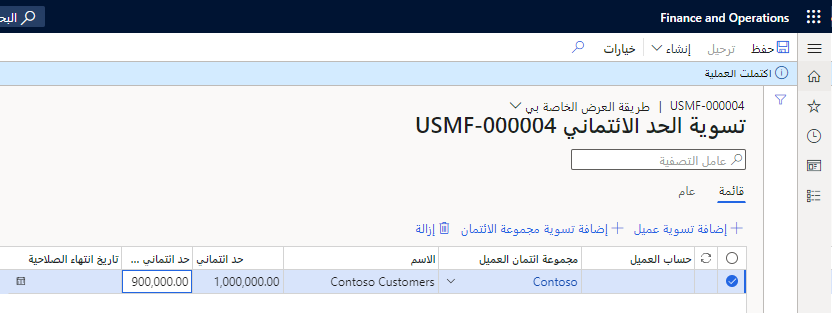 Finance and Operations البح
حفظ ترحيل إنشاء خيارات
اكتملت العملية
USMF-000004 | طريقة العرض الخاصة بي
تسوية الحد الائتماني USMF-000004
عامل التصفية
قائمة عام
إضافة تسوية عميل إضافة تسوية مجموعة الائتمان إزالة
حساب العميل مجموعة ائتمان العميل الاسم حد ائتماني حد ائتماني ... تاريخ انتهاء الصلاحية
Contoso Contoso Customers 1,000,000.00 900,000.00